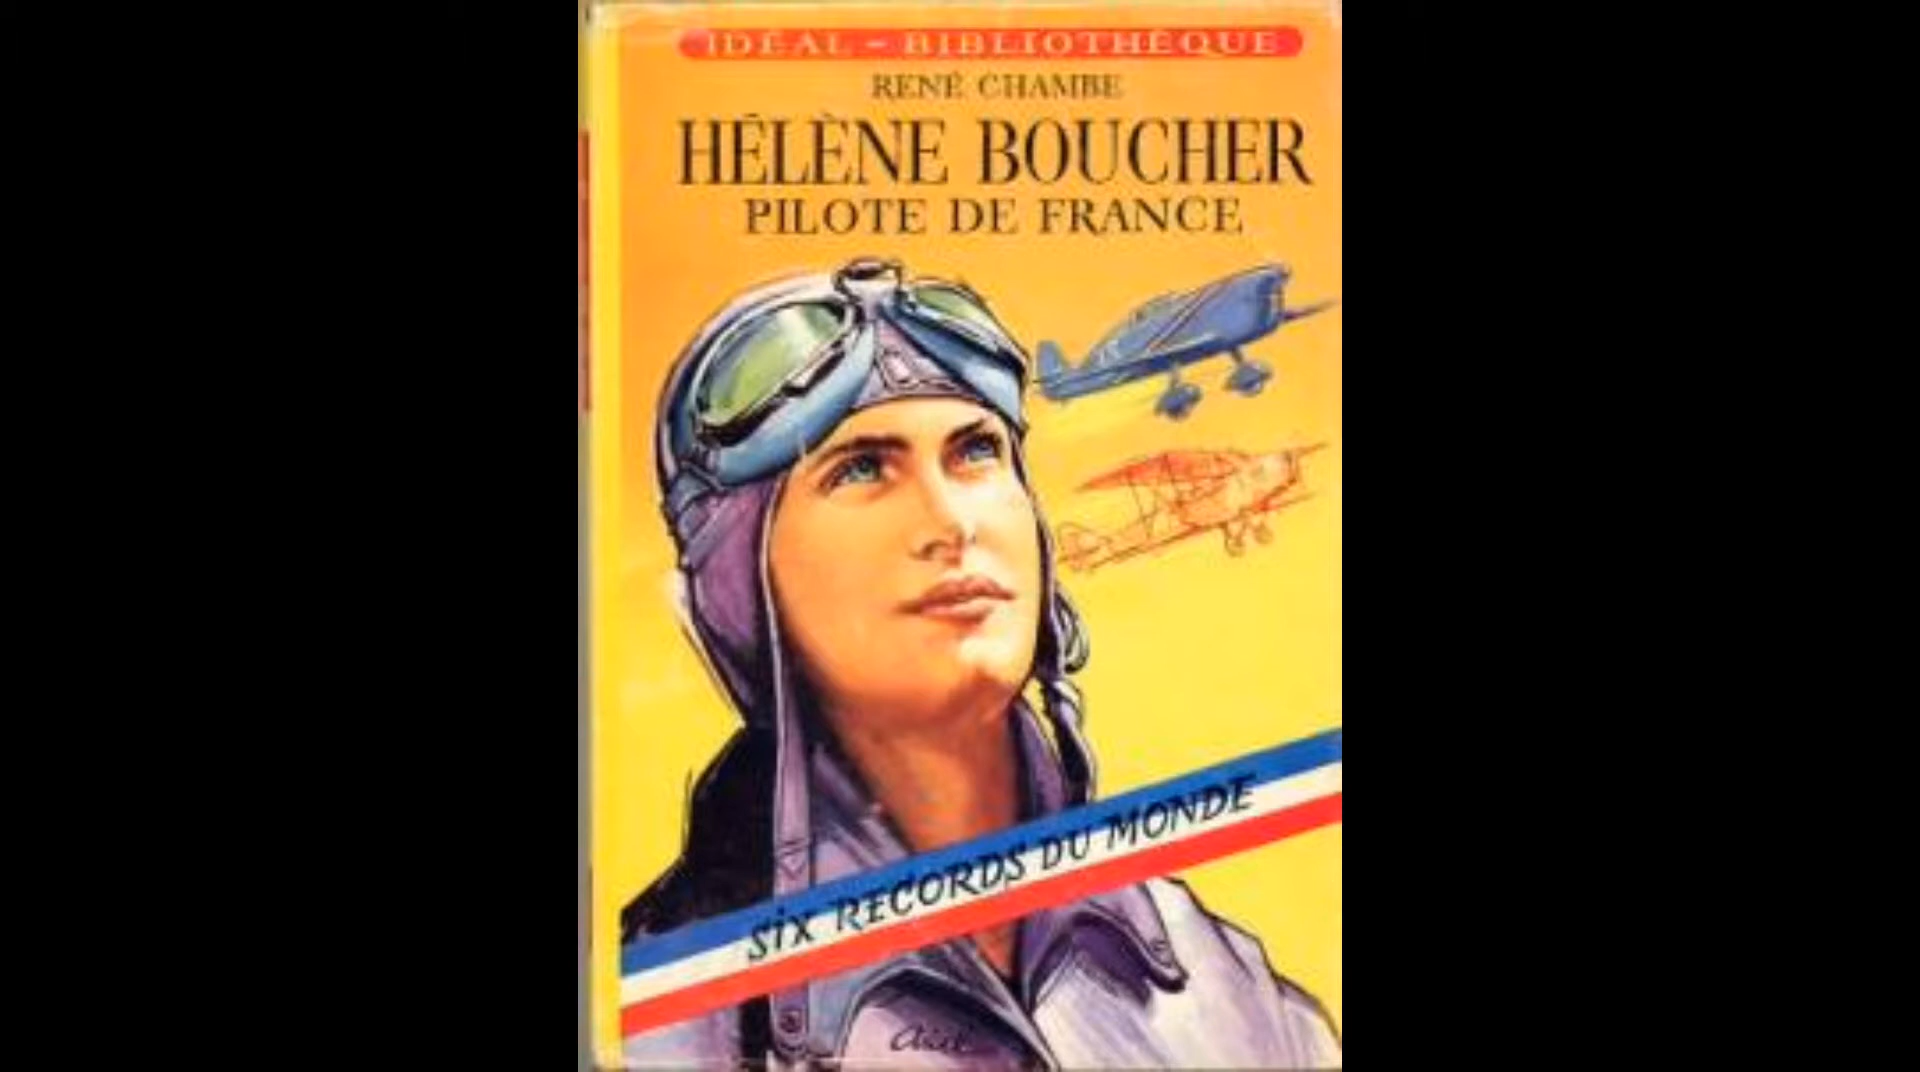 IDÉAL - BIBLIOTHÈQUE
RENÉ CHAMBE
HÉLÈNE BOUCHER
PILOTE DE FRANCE
SIX RECORDS DU MONDE